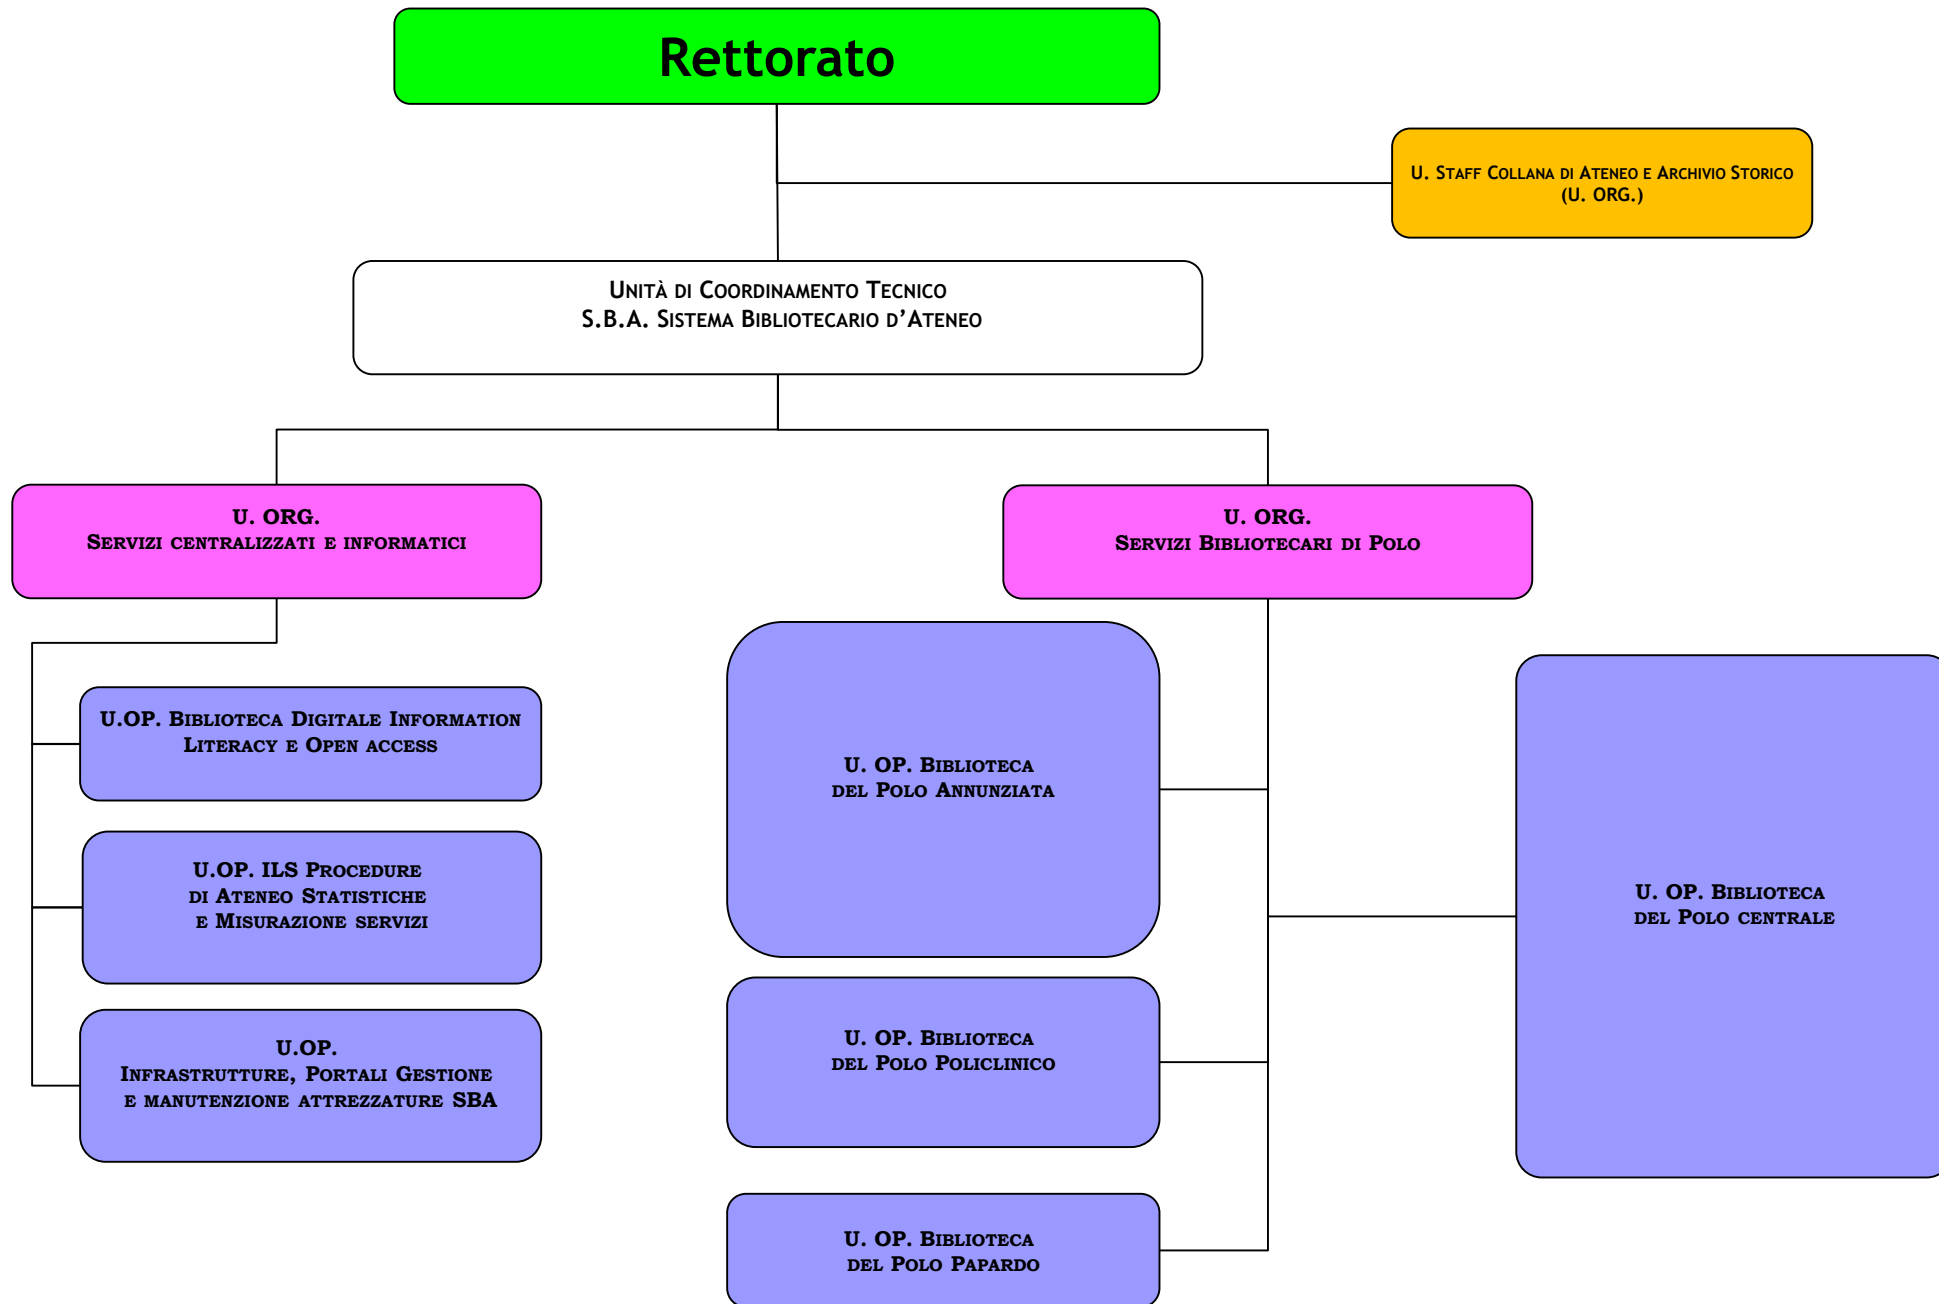 Rettorato
U. Staff Collana di Ateneo e Archivio Storico
(U. ORG.)
Unità di Coordinamento Tecnico
S.B.A. Sistema Bibliotecario d’Ateneo
U. ORG.
Servizi centralizzati e informatici
U. ORG.
Servizi Bibliotecari di Polo
U.OP. Biblioteca Digitale Information
Literacy e Open access
U.OP. ILS Procedure
di Ateneo Statistiche
e Misurazione servizi
U.OP.
Infrastrutture, Portali Gestione
e manutenzione attrezzature SBA
U. OP. Biblioteca
del Polo Annunziata
U. OP. Biblioteca
del Polo Policlinico
U. OP. Biblioteca
del Polo Papardo
U. OP. Biblioteca
del Polo centrale